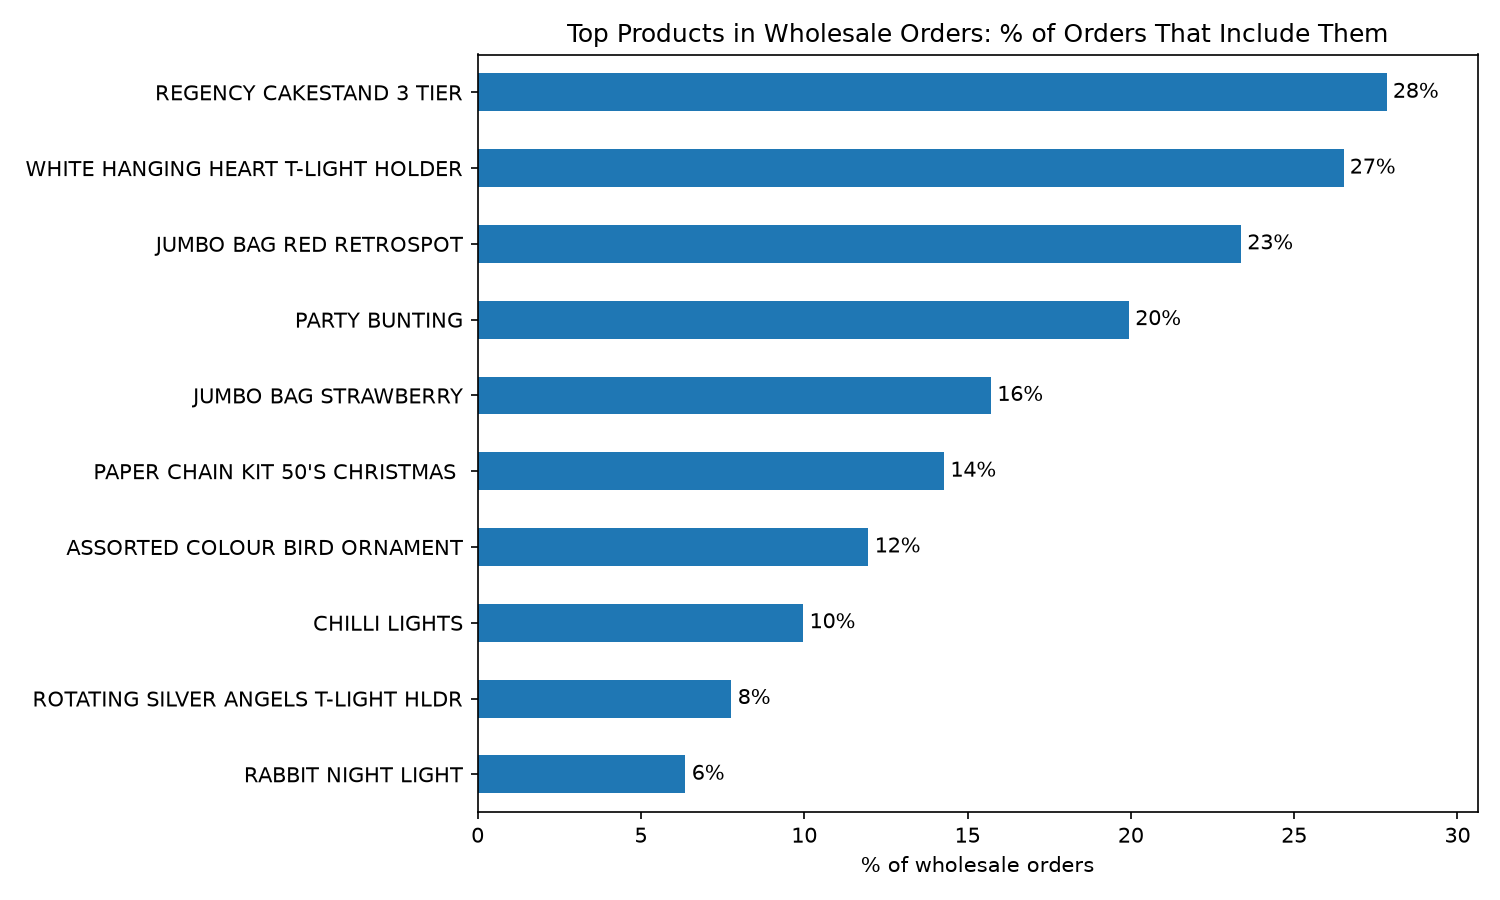 Top Products in Wholesale Orders: % of Orders That Include Them
REGENCY CAKESTAND 3 TIER 28%
WHITE HANGING HEART T-LIGHT HOLDER 27%
JUMBO BAG RED RETROSPOT 23%
PARTY BUNTING 20%
JUMBO BAG STRAWBERRY 16%
PAPER CHAIN KIT 50'S CHRISTMAS 14%
ASSORTED COLOUR BIRD ORNAMENT 12%
CHILLI LIGHTS 10%
ROTATING SILVER ANGELS T-LIGHT HLDR 8%
RABBIT NIGHT LIGHT 6%
0 5 10 15 20 25 30
% of wholesale orders